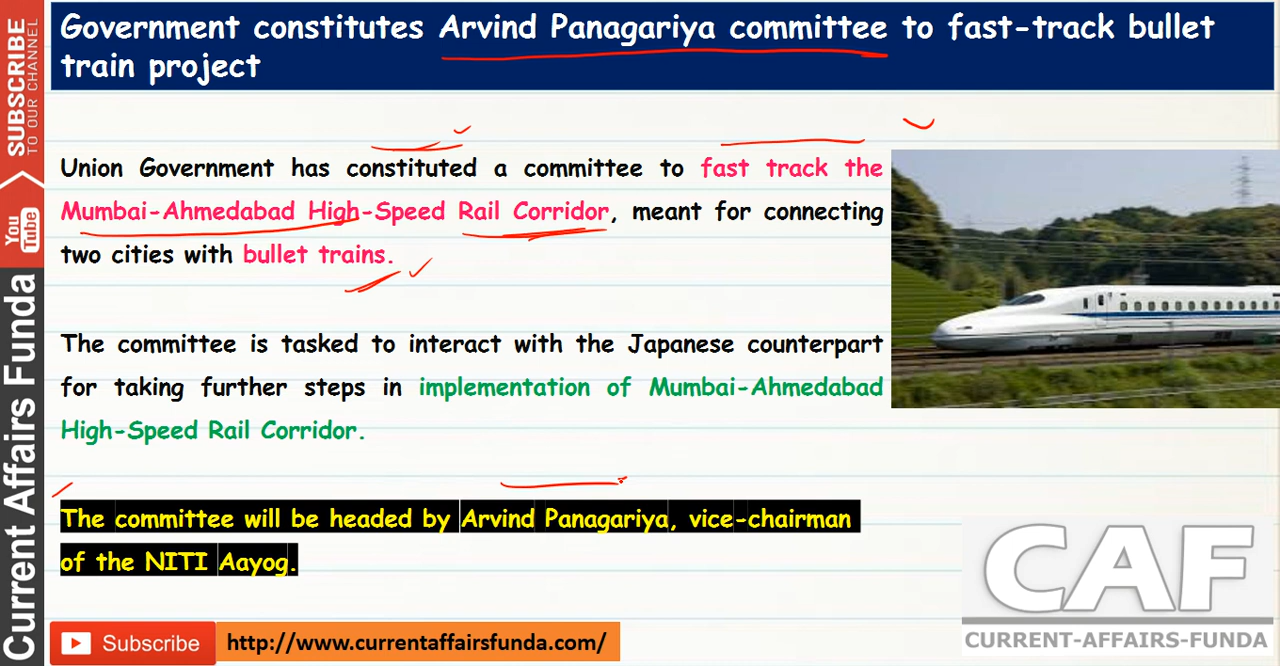 Government constitutes Arvind Panagariya committee to fast-track bullet
train project
SUBSCRIBE
TO OUR CHANNEL
You
Tube
Current Affairs Funda
Union Government has constituted a committee to fast track the
Mumbai-Ahmedabad High-Speed Rail Corridor, meant for connecting
two cities with bullet trains.
The committee is tasked to interact with the Japanese counterpart
for taking further steps in implementation of Mumbai-Ahmedabad
High-Speed Rail Corridor.
The committee will be headed by Arvind Panagariya, vice-chairman
of the NITI Aayog.
CAF
CURRENT-AFFAIRS-FUNDA
Subscribe
http://www.currentaffairsfunda.com/